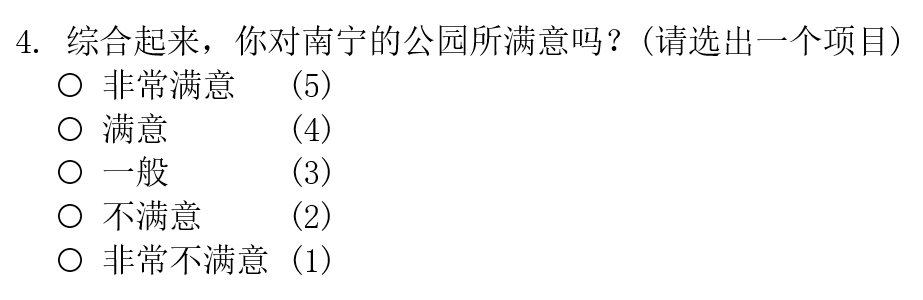 4. 综合起来，你对南宁的公园所满意吗？(请选出一个项目)
○ 非常满意 (5)
○ 满意 (4)
○ 一般 (3)
○ 不满意 (2)
○ 非常不满意 (1)